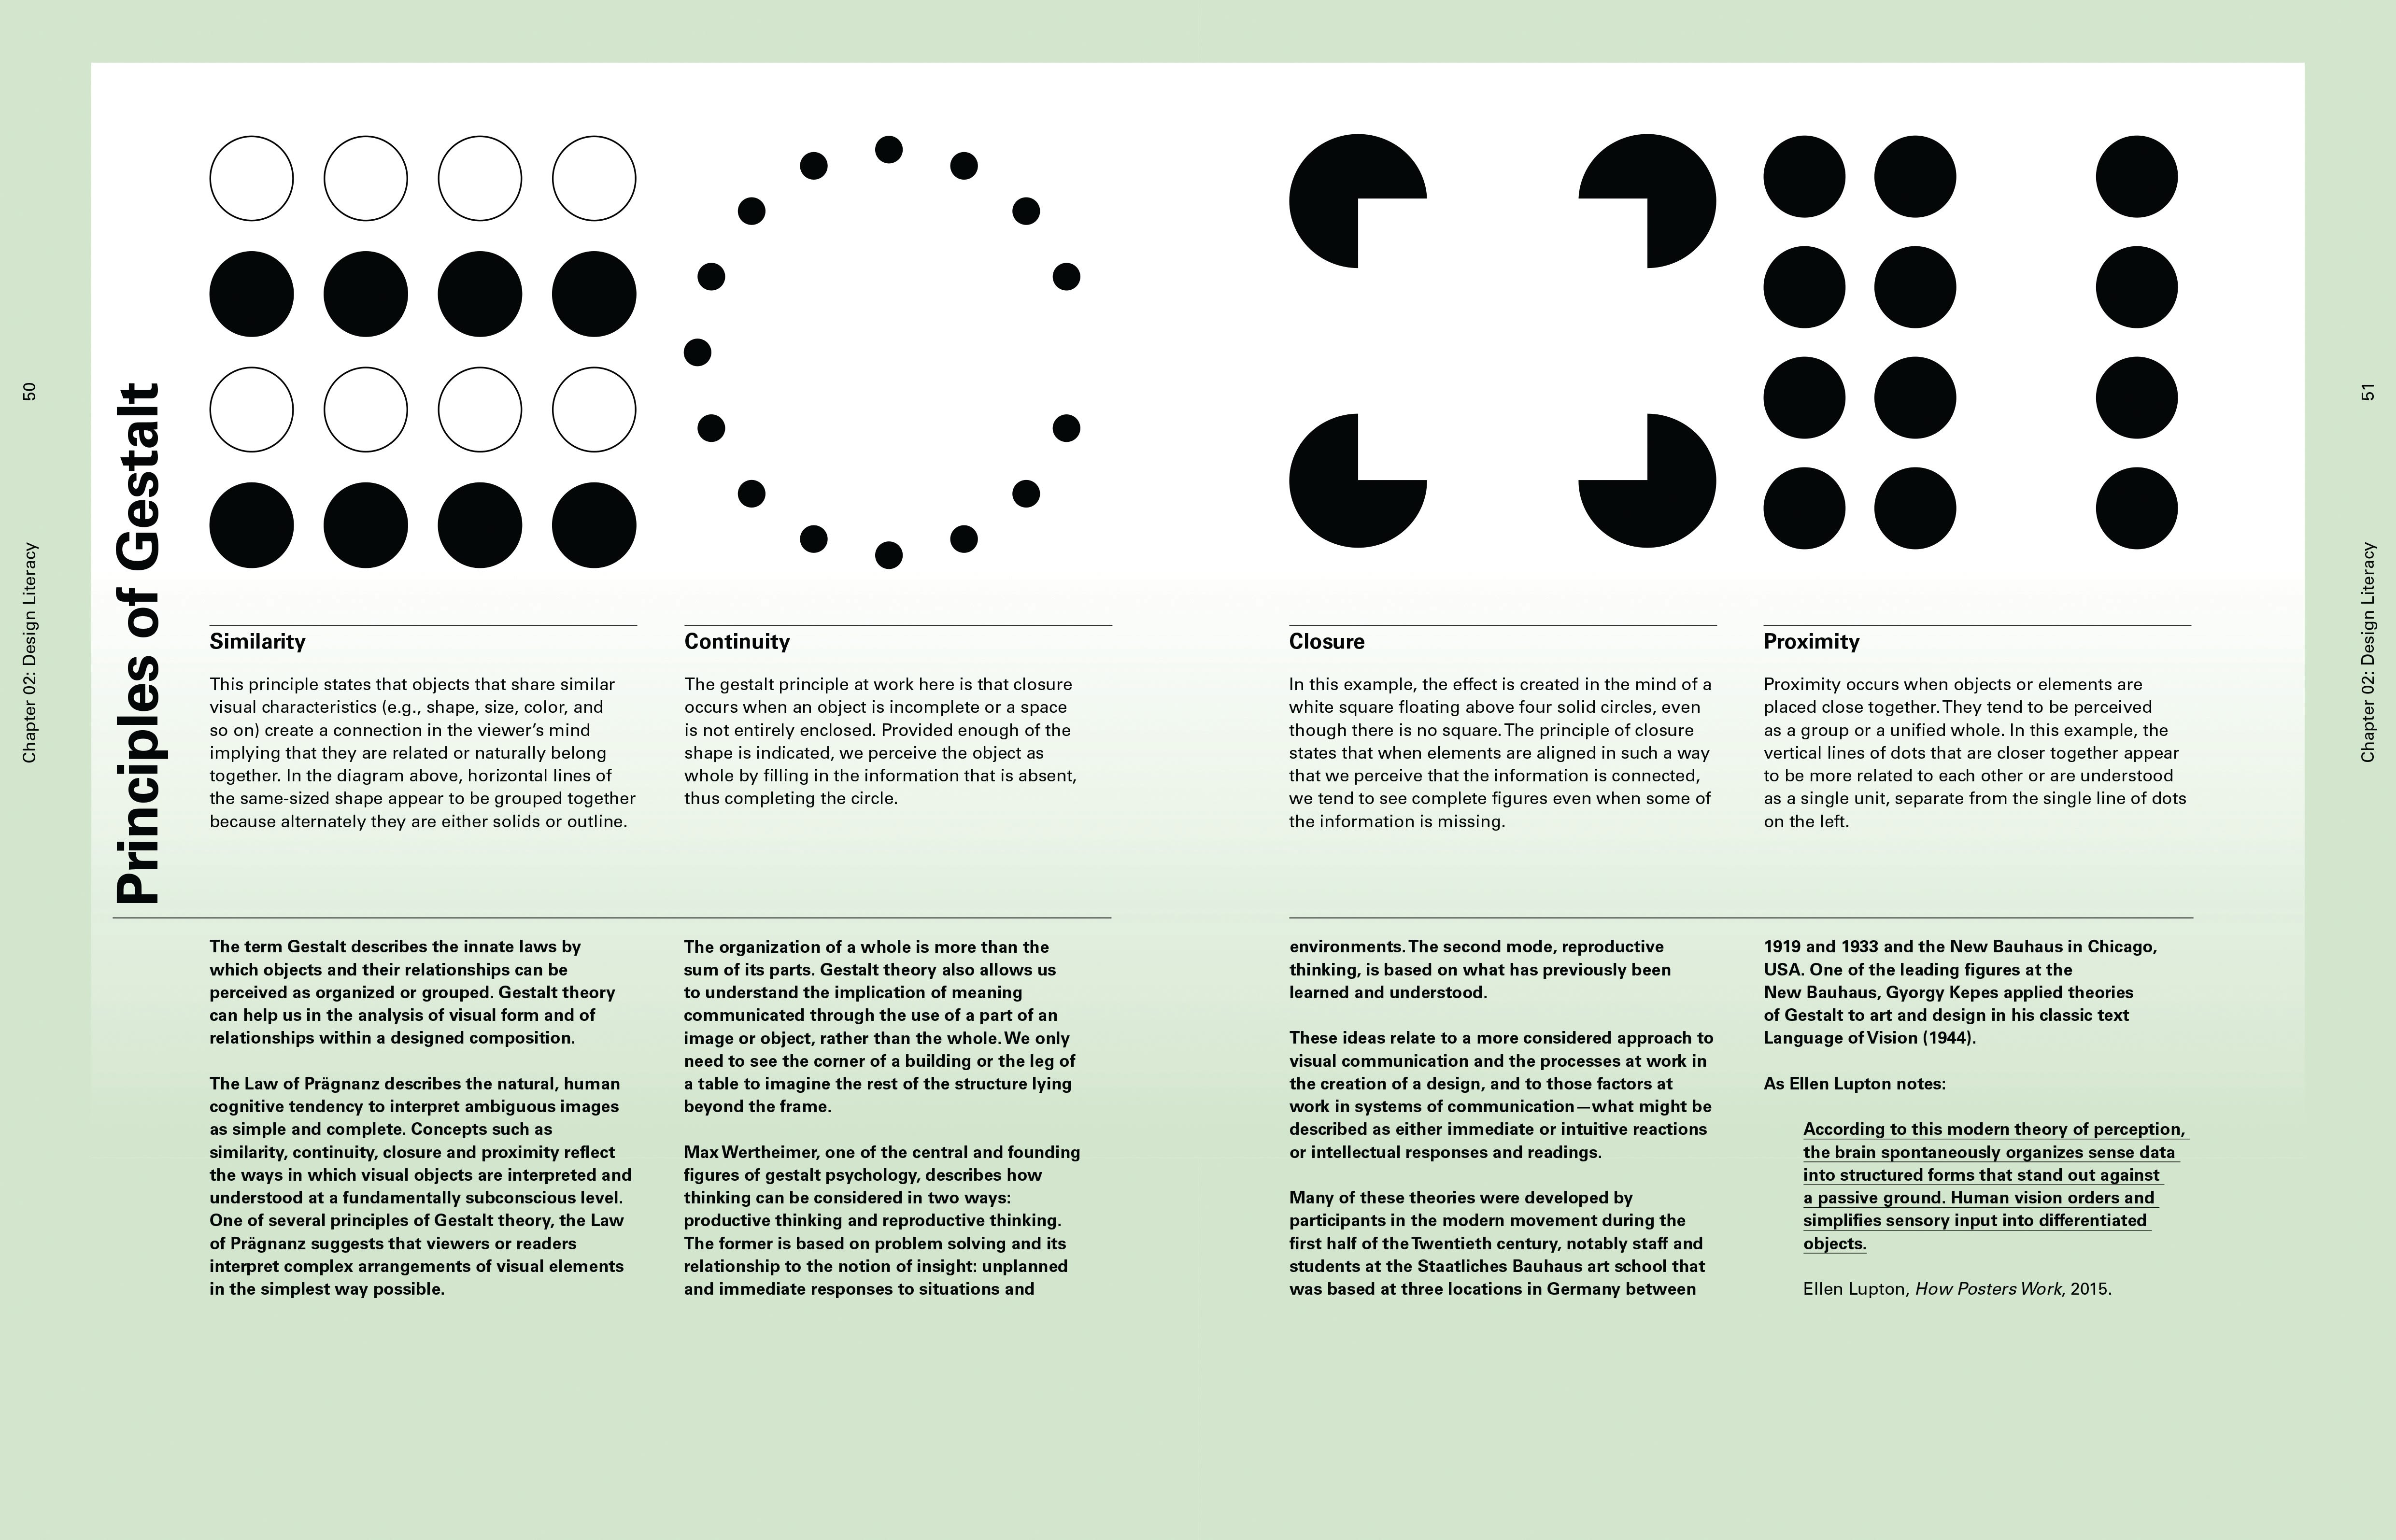 50
Chapter 02: Design Literacy
Principles of Gestalt
Similarity
This principle states that objects that share similar
visual characteristics (e.g., shape, size, color, and
so on) create a connection in the viewer’s mind
implying that they are related or naturally belong
together. In the diagram above, horizontal lines of
the same-sized shape appear to be grouped together
because alternately they are either solids or outline.
Continuity
The gestalt principle at work here is that closure
occurs when an object is incomplete or a space
is not entirely enclosed. Provided enough of the
shape is indicated, we perceive the object as
whole by filling in the information that is absent,
thus completing the circle.
Closure
In this example, the effect is created in the mind of a
white square floating above four solid circles, even
though there is no square. The principle of closure
states that when elements are aligned in such a way
that we perceive that the information is connected,
we tend to see complete figures even when some of
the information is missing.
Proximity
Proximity occurs when objects or elements are
placed close together. They tend to be perceived
as a group or a unified whole. In this example, the
vertical lines of dots that are closer together appear
to be more related to each other or are understood
as a single unit, separate from the single line of dots
on the left.
The term Gestalt describes the innate laws by
which objects and their relationships can be
perceived as organized or grouped. Gestalt theory
can help us in the analysis of visual form and of
relationships within a designed composition.
The Law of Prägnanz describes the natural, human
cognitive tendency to interpret ambiguous images
as simple and complete. Concepts such as
similarity, continuity, closure and proximity reflect
the ways in which visual objects are interpreted and
understood at a fundamentally subconscious level.
One of several principles of Gestalt theory, the Law
of Prägnanz suggests that viewers or readers
interpret complex arrangements of visual elements
in the simplest way possible.
The organization of a whole is more than the
sum of its parts. Gestalt theory also allows us
to understand the implication of meaning
communicated through the use of a part of an
image or object, rather than the whole. We only
need to see the corner of a building or the leg of
a table to imagine the rest of the structure lying
beyond the frame.
Max Wertheimer, one of the central and founding
figures of gestalt psychology, describes how
thinking can be considered in two ways:
productive thinking and reproductive thinking.
The former is based on problem solving and its
relationship to the notion of insight: unplanned
and immediate responses to situations and
environments. The second mode, reproductive
thinking, is based on what has previously been
learned and understood.
These ideas relate to a more considered approach to
visual communication and the processes at work in
the creation of a design, and to those factors at
work in systems of communication—what might be
described as either immediate or intuitive reactions
or intellectual responses and readings.
Many of these theories were developed by
participants in the modern movement during the
first half of the Twentieth century, notably staff and
students at the Staatliches Bauhaus art school that
was based at three locations in Germany between
1919 and 1933 and the New Bauhaus in Chicago,
USA. One of the leading figures at the
New Bauhaus, Gyorgy Kepes applied theories
of Gestalt to art and design in his classic text
Language of Vision (1944).
As Ellen Lupton notes:
According to this modern theory of perception,
the brain spontaneously organizes sense data
into structured forms that stand out against
a passive ground. Human vision orders and
simplifies sensory input into differentiated
objects.
Ellen Lupton, How Posters Work, 2015.
51
Chapter 02: Design Literacy